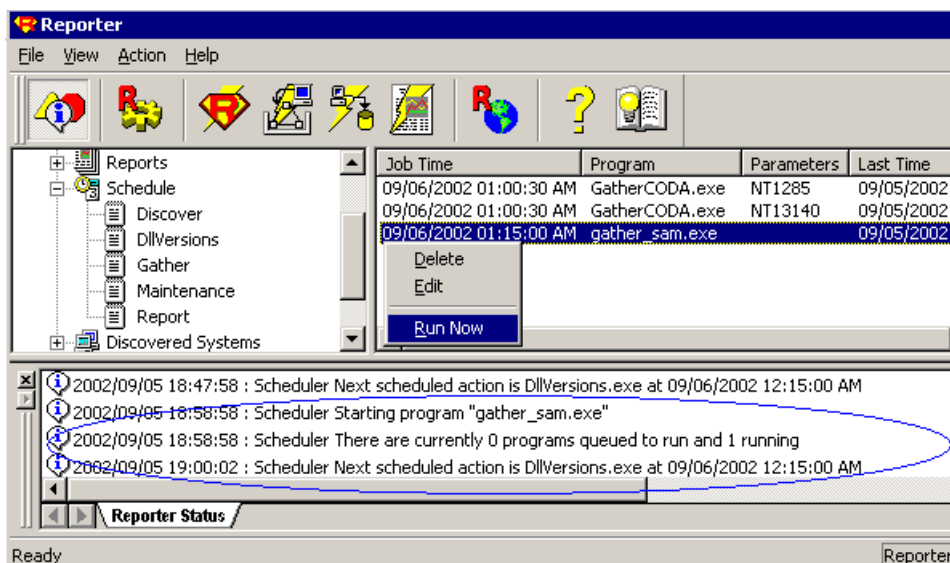 Reporter
File View Action Help
Reports
Schedule
Discover
DllVersions
Gather
Maintenance
Report
Discovered Systems
Job Time Program Parameters Last Time
09/06/2002 01:00:30 AM GatherCODA.exe NT1285 09/05/2002
09/06/2002 01:00:30 AM GatherCODA.exe NT13140 09/05/2002
09/06/2002 01:15:00 AM gather_sam.exe 09/05/2002
Delete
Edit
Run Now
2002/09/05 18:47:58 : Scheduler Next scheduled action is DllVersions.exe at 09/06/2002 12:15:00 AM
2002/09/05 18:58:58 : Scheduler Starting program "gather_sam.exe"
2002/09/05 18:58:58 : Scheduler There are currently 0 programs queued to run and 1 running
2002/09/05 19:00:02 : Scheduler Next scheduled action is DllVersions.exe at 09/06/2002 12:15:00 AM
Reporter Status
Ready Reporter